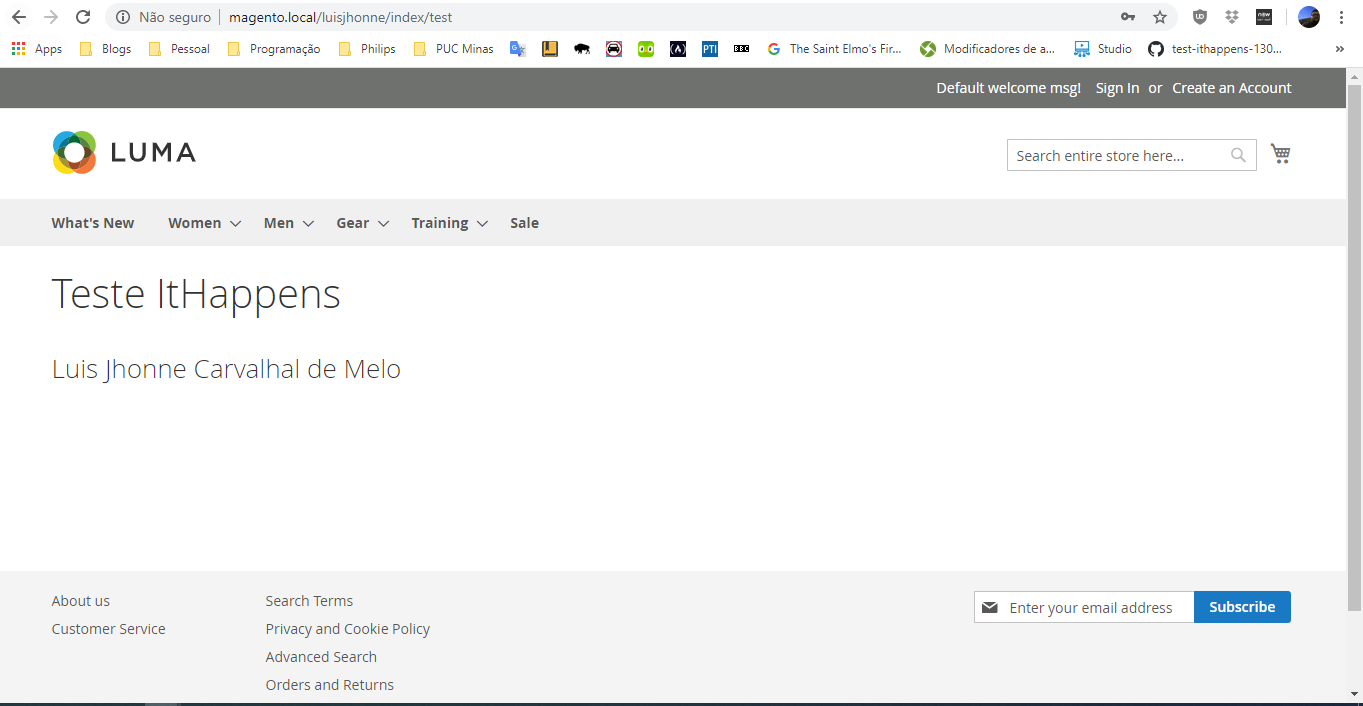 Não seguro magento.local/luisjhonne/index/test
Apps Blogs Pessoal Programação Philips PUC Minas PTI BBC The Saint Elmo's Fir... Modificadores de a... Studio test-ithappens-130... »
Default welcome msg! Sign In or Create an Account
LUMA
Search entire store here...
What's New Women Men Gear Training Sale
Teste ItHappens
Luis Jhonne Carvalhal de Melo
About us Search Terms Enter your email address Subscribe
Customer Service Privacy and Cookie Policy
Advanced Search
Orders and Returns